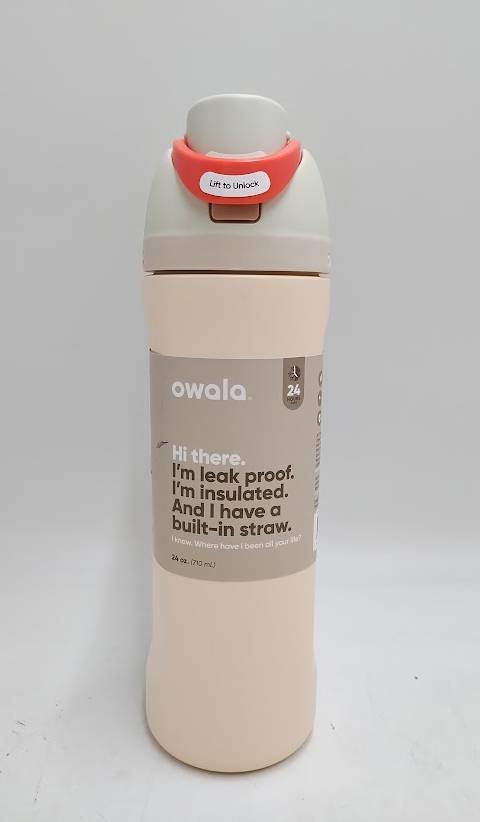 Lift to Unlock
owala.
24
HOURS
Hi there.
I'm leak proof.
I'm insulated.
And I have a
built-in straw.
I know. Where have I been all your life?
24 oz. (710 mL)